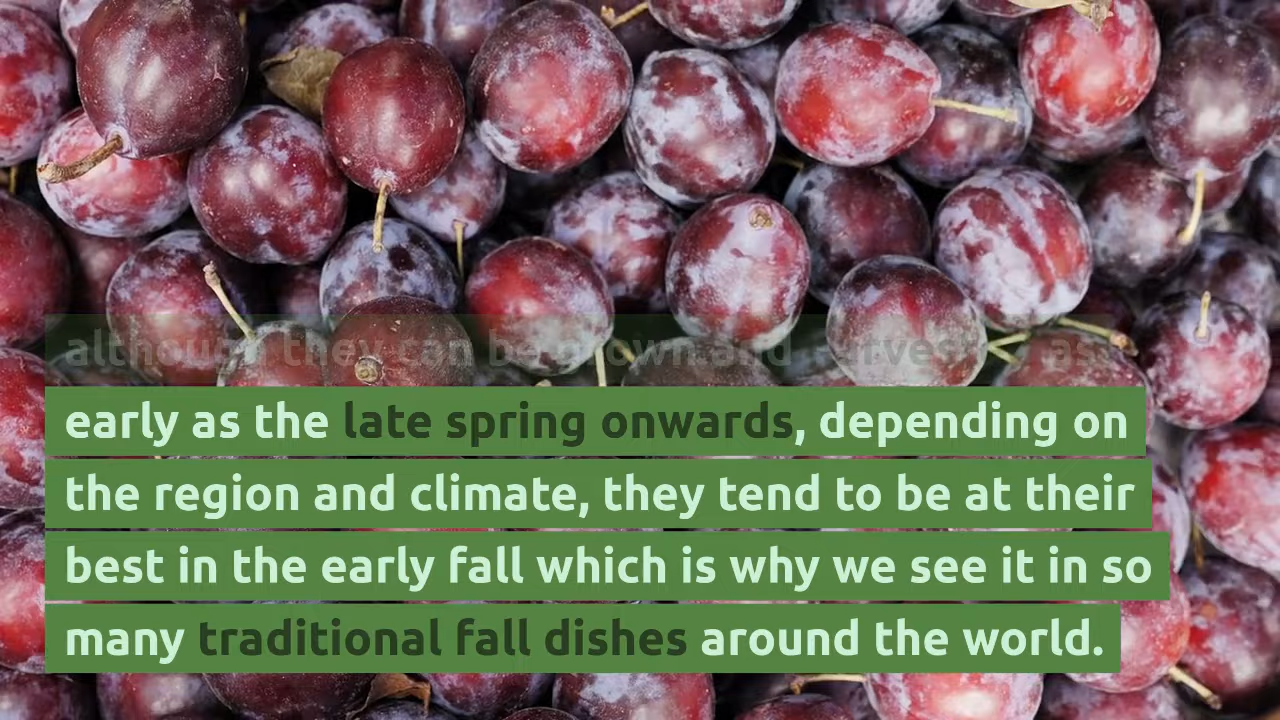 although they can be grown and harvested as
early as the late spring onwards, depending on
the region and climate, they tend to be at their
best in the early fall which is why we see it in so
many traditional fall dishes around the world.